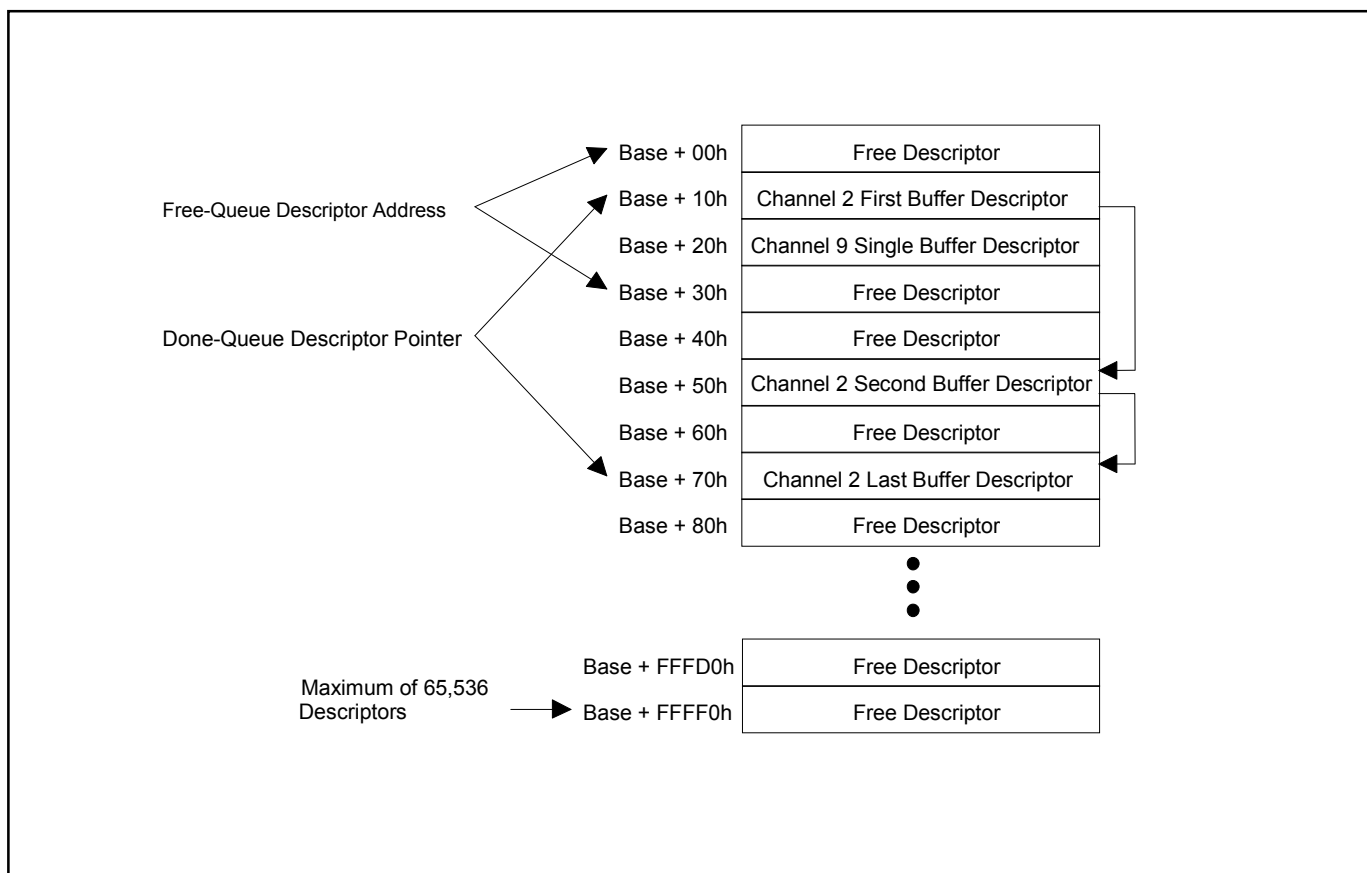 Base + 00h Free Descriptor
Free-Queue Descriptor Address
Base + 10h Channel 2 First Buffer Descriptor
Base + 20h Channel 9 Single Buffer Descriptor
Base + 30h Free Descriptor
Done-Queue Descriptor Pointer
Base + 40h Free Descriptor
Base + 50h Channel 2 Second Buffer Descriptor
Base + 60h Free Descriptor
Base + 70h Channel 2 Last Buffer Descriptor
Base + 80h Free Descriptor
Base + FFFD0h Free Descriptor
Maximum of 65,536
Descriptors
Base + FFFF0h Free Descriptor